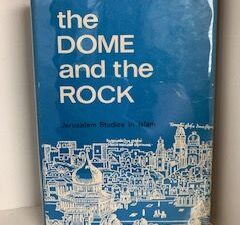 the
DOME
and the
ROCK
Jerusalem Studies in Islam